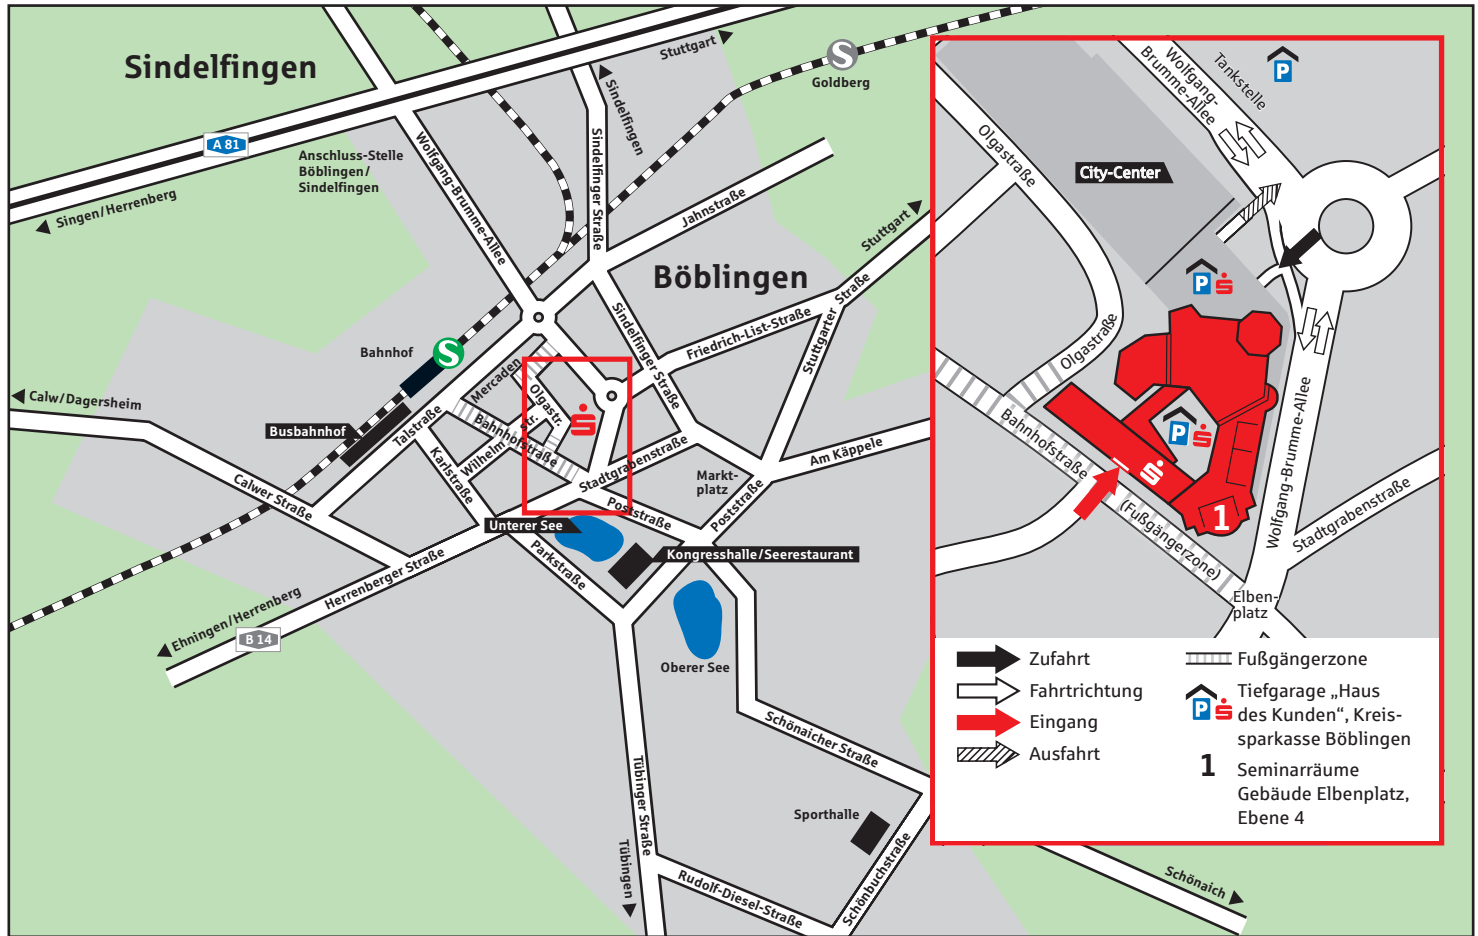 Sindelfingen
Stuttgart
S
Goldberg
Sindelfingen
A 81
Anschluss-Stelle
Böblingen/
Sindelfingen
Wolfgang-Brumme-Allee
Sindelfinger Straße
Jahnstraße
Singen/Herrenberg
Stuttgart
Böblingen
Sindelfinger Straße
Friedrich-List-Straße
Stuttgarter Straße
Bahnhof
S
Mercaden
Calw/Dagersheim
Olgastr.
Busbahnhof
Talstraße
Bahnhofstraße
Wilhelm-
str.
Karlstraße
Stadtgrabenstraße
Markt-
platz
Am Käppele
Calwer Straße
Poststraße
Poststraße
Unterer See
Kongresshalle/Seerestaurant
Parkstraße
Herrenberger Straße
Ehningen/Herrenberg
B 14
Oberer See
Schönaicher Straße
Tübinger Straße
Sporthalle
Tübingen
Rudolf-Diesel-Straße
Schönbuchstraße
Schönaich
Wolfgang-
Brumme-Allee
Tankstelle
P
Olgastraße
City-Center
P
Olgastraße
P
Bahnhofstraße
(Fußgängerzone)
1
Wolfgang-Brumme-Allee
Stadtgrabenstraße
Elben-
platz
Zufahrt
Fahrtrichtung
Eingang
Ausfahrt
Fußgängerzone
P
Tiefgarage „Haus
des Kunden“, Kreis-
sparkasse Böblingen
1 Seminarräume
Gebäude Elbenplatz,
Ebene 4